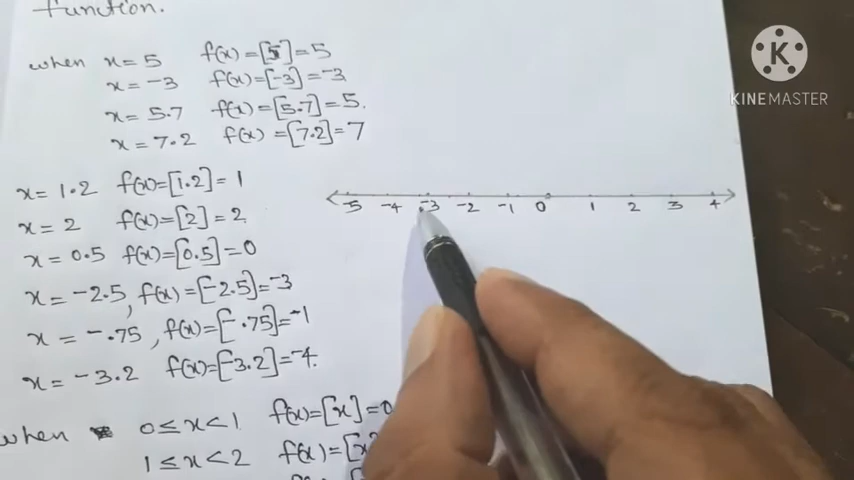 function.
when x=5 f(x)=[5]=5
x=-3 f(x)=[-3]=-3
x=5.7 f(x)=[5.7]=5.
x=7.2 f(x)=[7.2]=7
x=1.2 f(x)=[1.2]=1
x=2 f(x)=[2]=2
x=0.5 f(x)=[0.5]=0
x=-2.5, f(x)=[-2.5]=-3
x=-.75, f(x)=[-.75]=-1
x=-3.2 f(x)=[-3.2]=-4.
when 0≤x<1 f(x)=[x]=0
1≤x<2 f(x)=[x]
-5 -4 -3 -2 -1 0 1 2 3 4
KINEMASTER